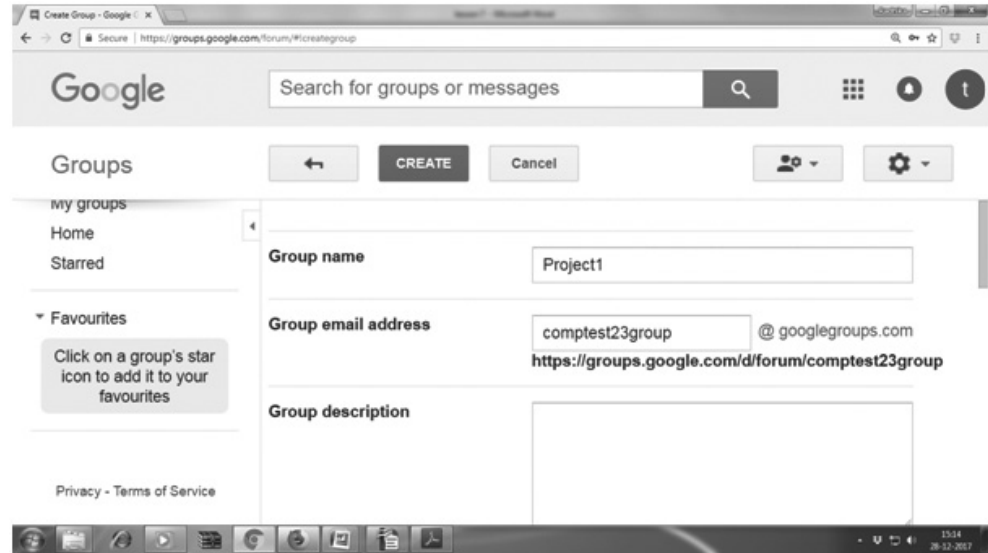 Create Group - Google G
Secure | https://groups.google.com/forum/#!creategroup
Google
Search for groups or messages
t
Groups
CREATE
Cancel
My groups
Home
Starred
Favourites
Click on a group's star
icon to add it to your
favourites
Privacy - Terms of Service
Group name
Project1
Group email address
comptest23group @ googlegroups.com
https://groups.google.com/d/forum/comptest23group
Group description
15:14
28-12-2017